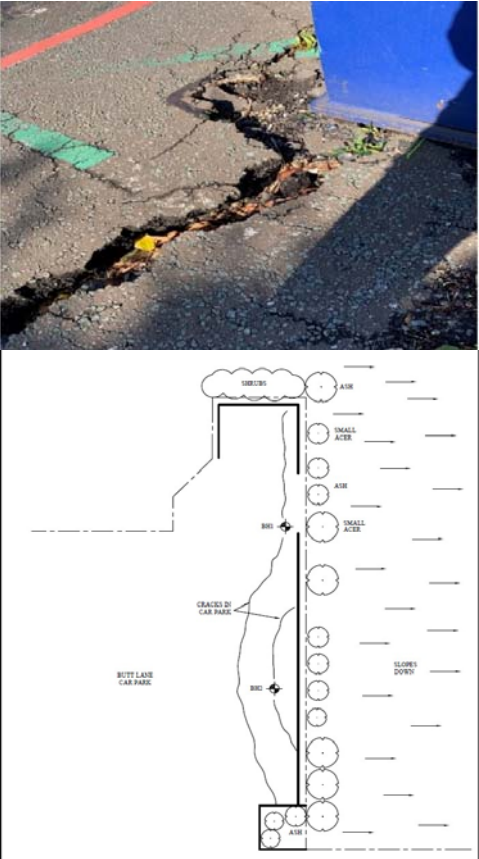 SHRUBS
ASH
SMALL
ACER
ASH
BH1
SMALL
ACER
CRACKS IN
CAR PARK
SLOPES
DOWN
BUTT LANE
CAR PARK
BH2
ASH